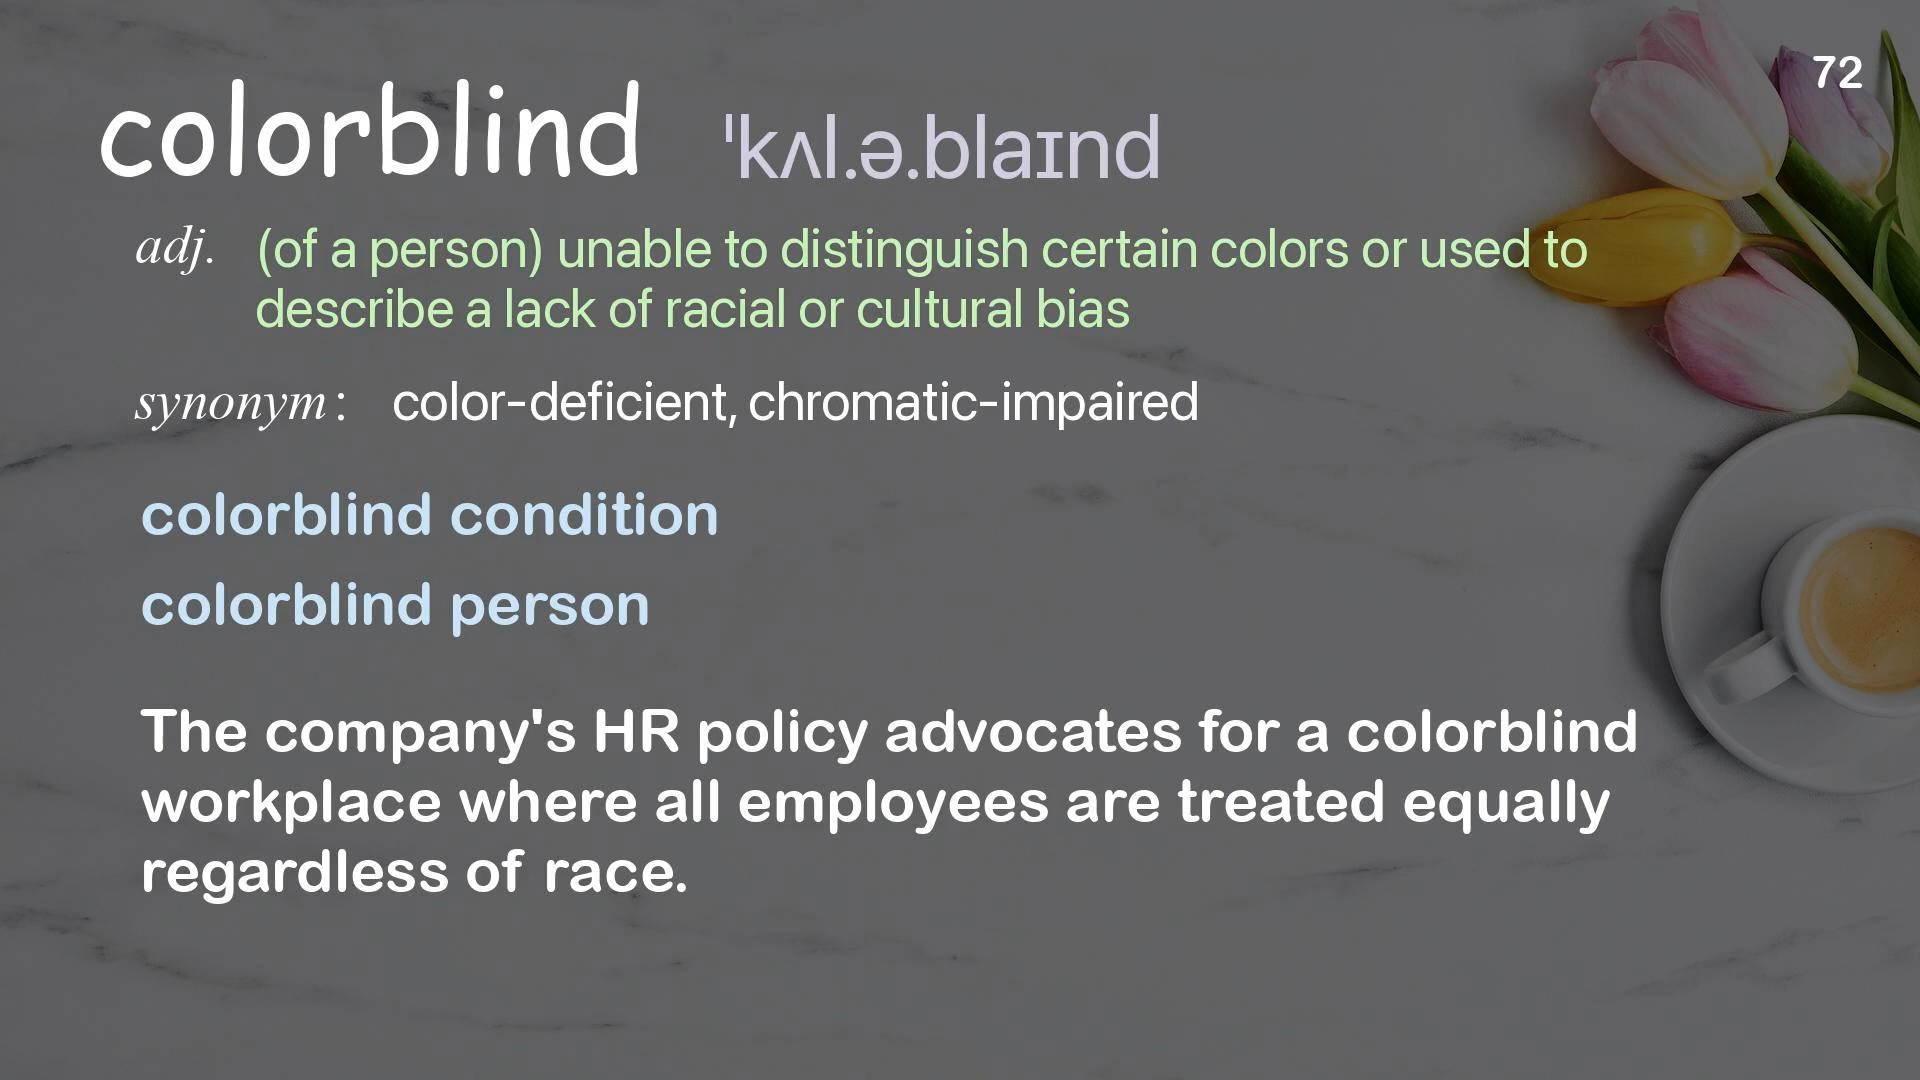 72
colorblind ˈkʌl.ə.blaɪnd
adj. (of a person) unable to distinguish certain colors or used to
describe a lack of racial or cultural bias
synonym: color-deficient, chromatic-impaired
colorblind condition
colorblind person
The company's HR policy advocates for a colorblind
workplace where all employees are treated equally
regardless of race.